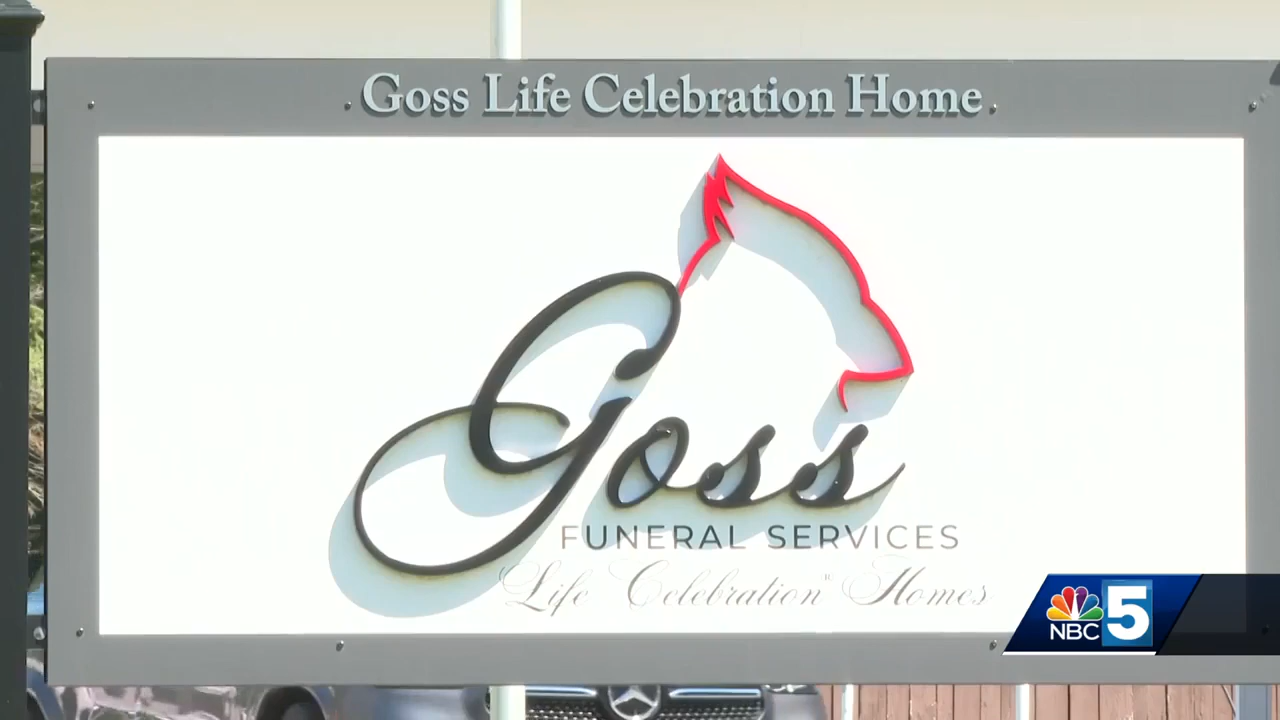 Goss Life Celebration Home
Goss
FUNERAL SERVICES
"Life Celebration" Homes
NBC 5